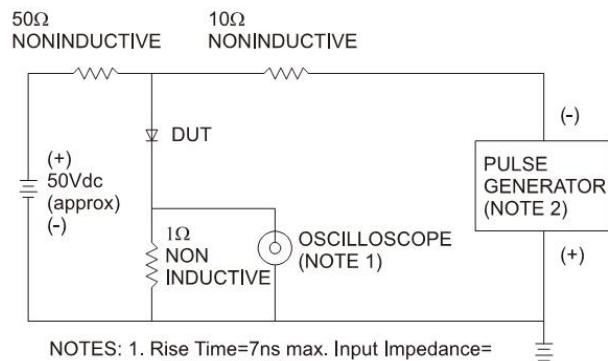 50Ω
NONINDUCTIVE
10Ω
NONINDUCTIVE
(-)
DUT
(+)
50Vdc
(approx)
(-)
PULSE
GENERATOR
(NOTE 2)
1Ω
NON
INDUCTIVE
OSCILLOSCOPE
(NOTE 1)
(+)
NOTES: 1. Rise Time=7ns max. Input Impedance=